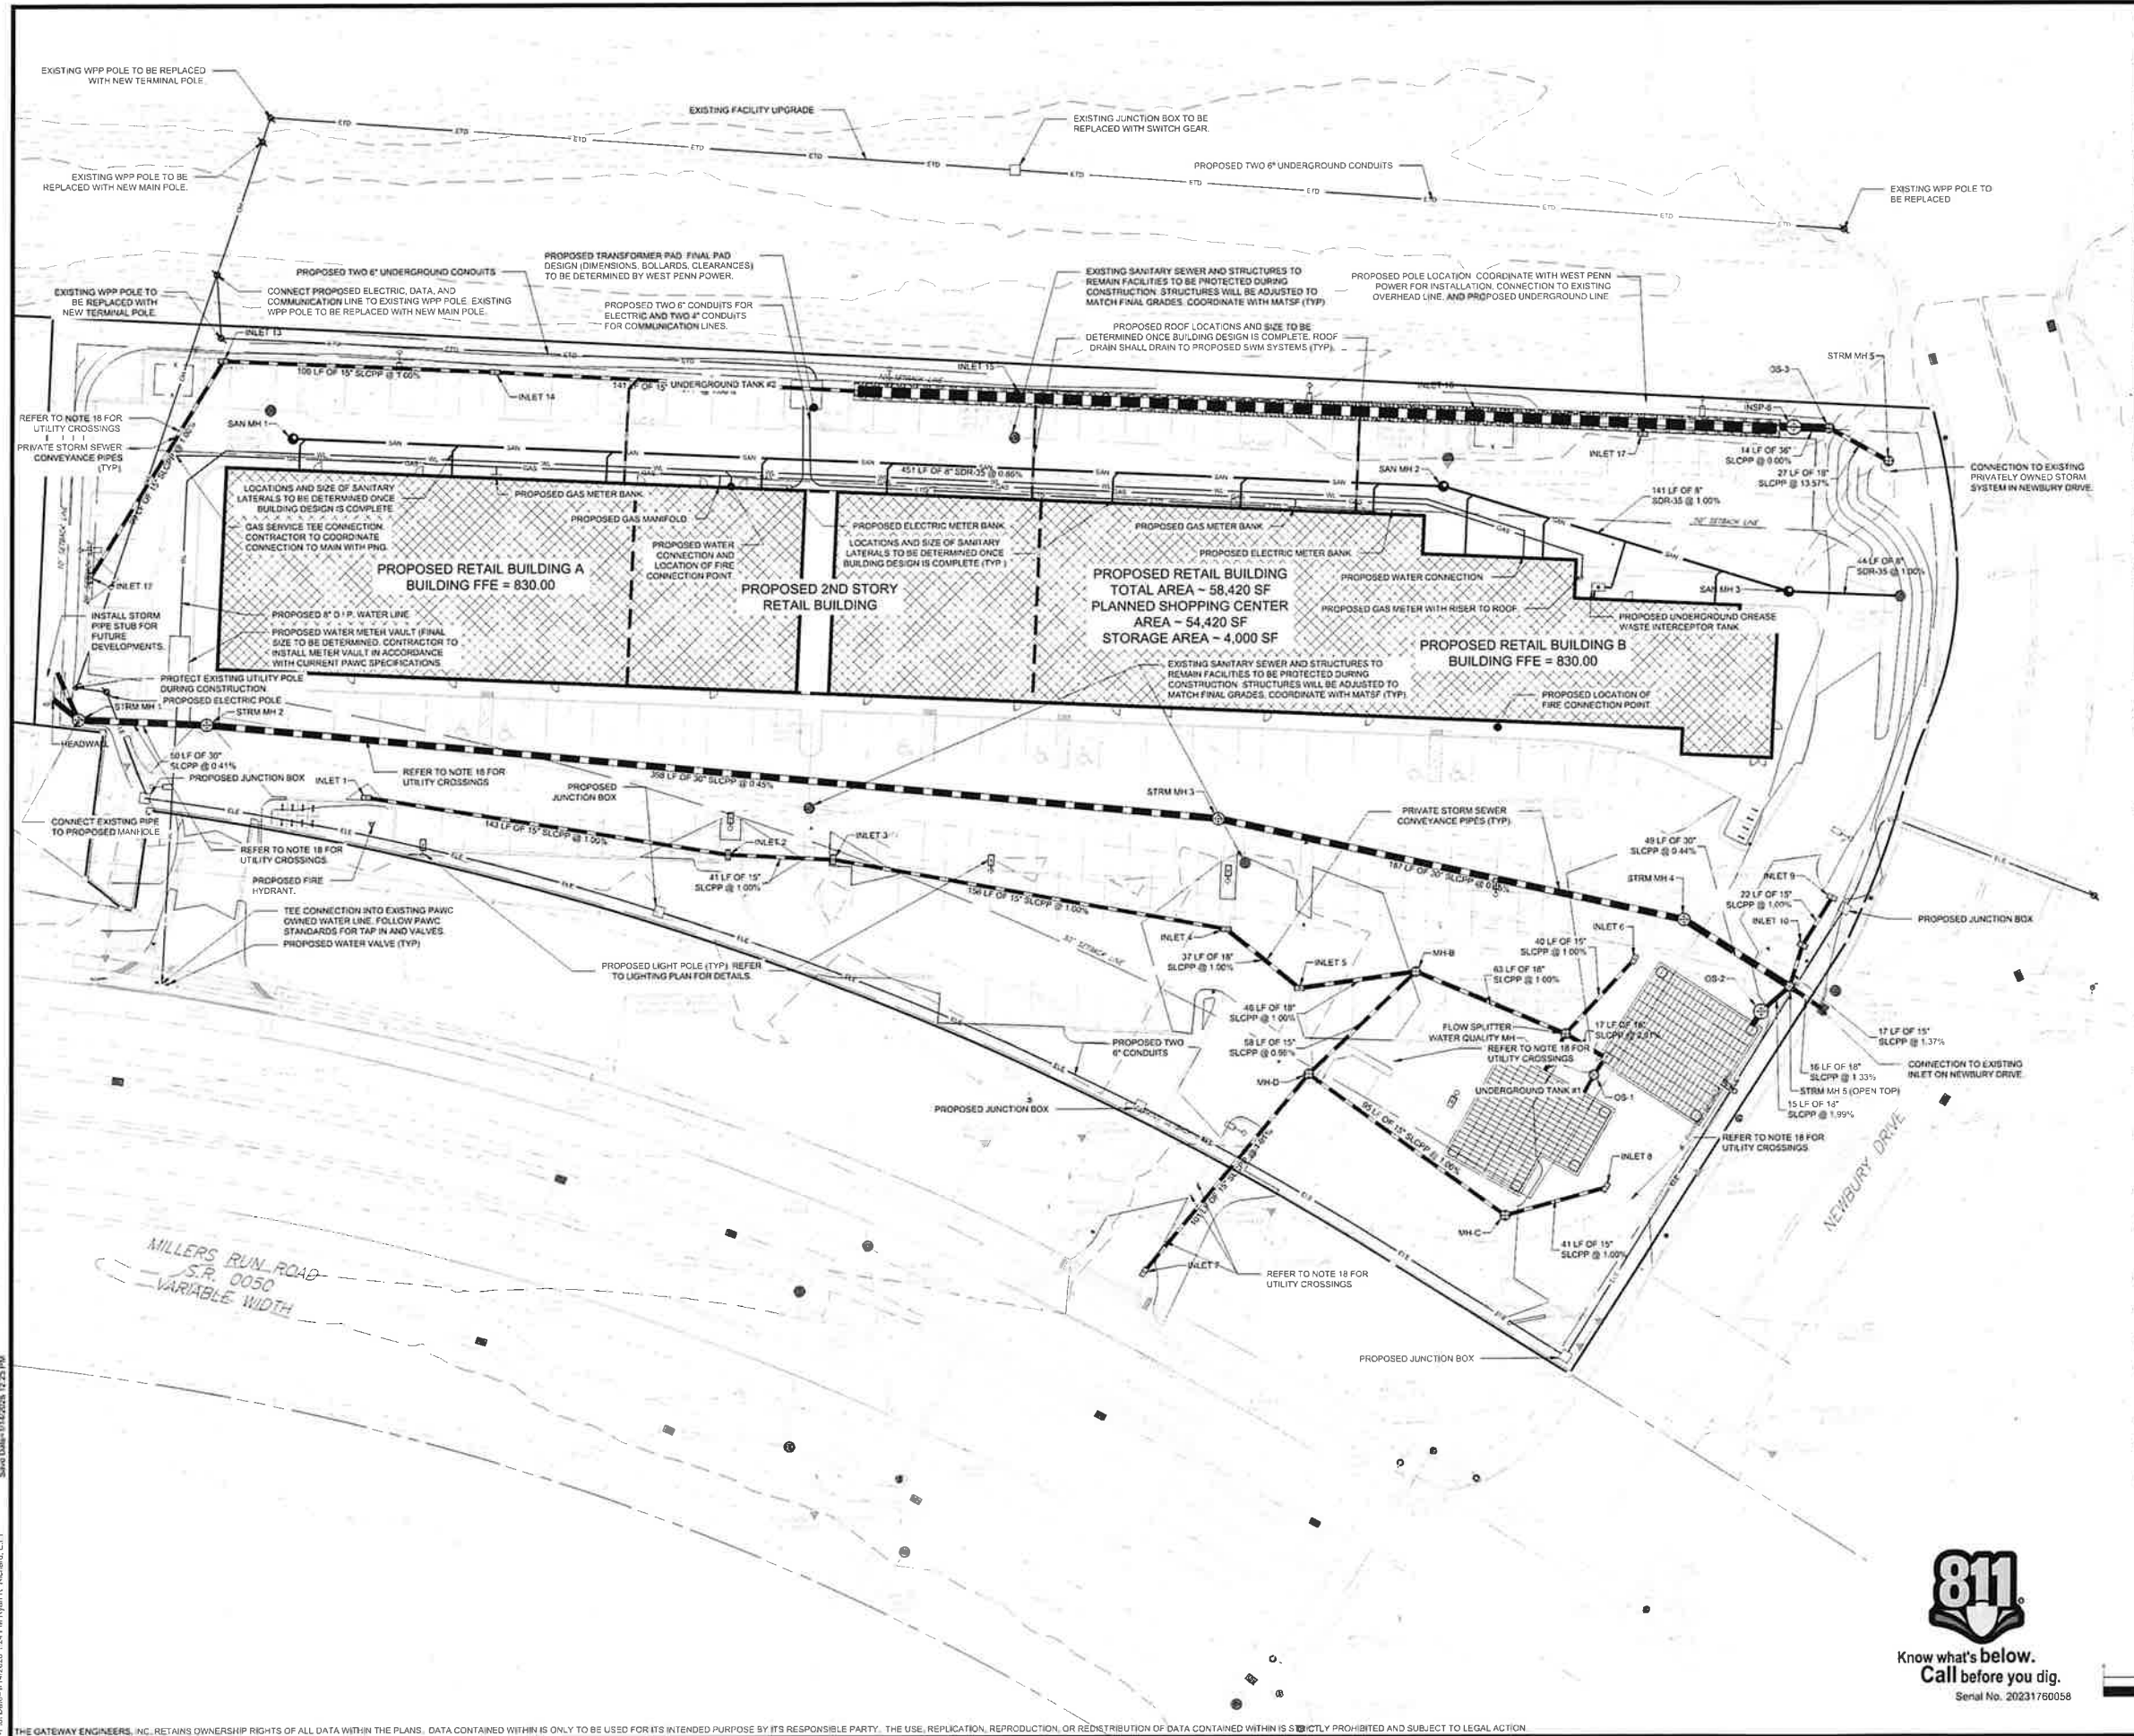 EXISTING WPP POLE TO BE REPLACED
WITH NEW TERMINAL POLE.
EXISTING FACILITY UPGRADE
EXISTING JUNCTION BOX TO BE
REPLACED WITH SWITCH GEAR.
EXISTING WPP POLE TO BE
REPLACED WITH NEW MAIN POLE.
PROPOSED TWO 6" UNDERGROUND CONDUITS
EXISTING WPP POLE TO
BE REPLACED
PROPOSED TWO 6" UNDERGROUND CONDUITS
PROPOSED TRANSFORMER PAD. FINAL PAD
DESIGN (DIMENSIONS, BOLLARDS, CLEARANCES)
TO BE DETERMINED BY WEST PENN POWER.
EXISTING WPP POLE TO
BE REPLACED WITH
NEW TERMINAL POLE.
CONNECT PROPOSED ELECTRIC, DATA, AND
COMMUNICATION LINE TO EXISTING WPP POLE. EXISTING
WPP POLE TO BE REPLACED WITH NEW MAIN POLE.
PROPOSED TWO 6" CONDUITS FOR
ELECTRIC AND TWO 4" CONDUITS
FOR COMMUNICATION LINES.
EXISTING SANITARY SEWER AND STRUCTURES TO
REMAIN FACILITIES TO BE PROTECTED DURING
CONSTRUCTION. STRUCTURES WILL BE ADJUSTED TO
MATCH FINAL GRADES. COORDINATE WITH MATSF (TYP)
PROPOSED POLE LOCATION. COORDINATE WITH WEST PENN
POWER FOR INSTALLATION, CONNECTION TO EXISTING
OVERHEAD LINE, AND PROPOSED UNDERGROUND LINE
PROPOSED ROOF LOCATIONS AND SIZE TO BE
DETERMINED ONCE BUILDING DESIGN IS COMPLETE. ROOF
DRAIN SHALL DRAIN TO PROPOSED SWM SYSTEMS (TYP).
INLET 13
100 LF OF 15" SLCPP @ 1.00%
INLET 14
UNDERGROUND TANK #2
INLET 15
INSP-6
OS-3
STRM MH 5
INLET 17
14 LF OF 36"
SLCPP @ 0.00%
27 LF OF 18"
SLCPP @ 13.57%
CONNECTION TO EXISTING
PRIVATELY OWNED STORM
SYSTEM IN NEWBURY DRIVE.
REFER TO NOTE 18 FOR
UTILITY CROSSINGS
PRIVATE STORM SEWER
CONVEYANCE PIPES
(TYP)
SAN MH 1
451 LF OF 8" SDR-35 @ 0.86%
SAN MH 2
141 LF OF 8"
SDR-35 @ 1.00%
44 LF OF 8"
SDR-35 @ 1.00%
SAN MH 3
LOCATIONS AND SIZE OF SANITARY
LATERALS TO BE DETERMINED ONCE
BUILDING DESIGN IS COMPLETE
GAS SERVICE TEE CONNECTION.
CONTRACTOR TO COORDINATE
CONNECTION TO MAIN WITH PNG.
PROPOSED GAS METER BANK
PROPOSED GAS MANIFOLD
PROPOSED WATER
CONNECTION AND
LOCATION OF FIRE
CONNECTION POINT
PROPOSED ELECTRIC METER BANK
LOCATIONS AND SIZE OF SANITARY
LATERALS TO BE DETERMINED ONCE
BUILDING DESIGN IS COMPLETE (TYP.)
PROPOSED GAS METER BANK
PROPOSED ELECTRIC METER BANK
PROPOSED WATER CONNECTION
PROPOSED GAS METER WITH RISER TO ROOF
PROPOSED UNDERGROUND GREASE
WASTE INTERCEPTOR TANK
PROPOSED RETAIL BUILDING A
BUILDING FFE = 830.00
PROPOSED 2ND STORY
RETAIL BUILDING
PROPOSED RETAIL BUILDING
TOTAL AREA ~ 58,420 SF
PLANNED SHOPPING CENTER
AREA ~ 54,420 SF
STORAGE AREA ~ 4,000 SF
PROPOSED RETAIL BUILDING B
BUILDING FFE = 830.00
INLET 12
INSTALL STORM
PIPE STUB FOR
FUTURE
DEVELOPMENTS.
PROPOSED 8" D.I.P. WATER LINE
PROPOSED WATER METER VAULT (FINAL
SIZE TO BE DETERMINED. CONTRACTOR TO
INSTALL METER VAULT IN ACCORDANCE
WITH CURRENT PAWC SPECIFICATIONS
EXISTING SANITARY SEWER AND STRUCTURES TO
REMAIN FACILITIES TO BE PROTECTED DURING
CONSTRUCTION. STRUCTURES WILL BE ADJUSTED TO
MATCH FINAL GRADES. COORDINATE WITH MATSF (TYP)
PROPOSED LOCATION OF
FIRE CONNECTION POINT
PROTECT EXISTING UTILITY POLE
DURING CONSTRUCTION
PROPOSED ELECTRIC POLE
STRM MH 1
STRM MH 2
HEADWALL
50 LF OF 30"
SLCPP @ 0.41%
PROPOSED JUNCTION BOX
INLET 1
REFER TO NOTE 18 FOR
UTILITY CROSSINGS
358 LF OF 30" SLCPP @ 0.45%
PROPOSED
JUNCTION BOX
STRM MH 3
PRIVATE STORM SEWER
CONVEYANCE PIPES (TYP)
CONNECT EXISTING PIPE
TO PROPOSED MANHOLE
REFER TO NOTE 18 FOR
UTILITY CROSSINGS
PROPOSED FIRE
HYDRANT.
143 LF OF 15" SLCPP @ 1.00%
INLET 2
INLET 3
41 LF OF 15"
SLCPP @ 1.00%
156 LF OF 15" SLCPP @ 1.00%
49 LF OF 30"
SLCPP @ 0.44%
STRM MH 4
INLET 9
22 LF OF 15"
SLCPP @ 1.00%
INLET 10
PROPOSED JUNCTION BOX
TEE CONNECTION INTO EXISTING PAWC
OWNED WATER LINE. FOLLOW PAWC
STANDARDS FOR TAP IN AND VALVES.
PROPOSED WATER VALVE (TYP)
PROPOSED LIGHT POLE (TYP). REFER
TO LIGHTING PLAN FOR DETAILS.
INLET 4
37 LF OF 18"
SLCPP @ 1.00%
INLET 5
MH-B
INLET 6
40 LF OF 15"
SLCPP @ 1.00%
63 LF OF 18"
SLCPP @ 1.00%
OS-2
46 LF OF 18"
SLCPP @ 1.00%
58 LF OF 15"
SLCPP @ 0.98%
FLOW SPLITTER
WATER QUALITY MH
REFER TO NOTE 18 FOR
UTILITY CROSSINGS
17 LF OF 15"
SLCPP @ 1.37%
CONNECTION TO EXISTING
INLET ON NEWBURY DRIVE.
16 LF OF 18"
SLCPP @ 1.33%
STRM MH 5 (OPEN TOP)
15 LF OF 18"
SLCPP @ 1.99%
PROPOSED TWO
6" CONDUITS
MH-D
UNDERGROUND TANK #1
OS-1
PROPOSED JUNCTION BOX
95 LF OF 15" SLCPP @ 1.00%
REFER TO NOTE 18 FOR
UTILITY CROSSINGS
INLET 8
NEWBURY DRIVE
MH-C
41 LF OF 15"
SLCPP @ 1.00%
INLET 7
REFER TO NOTE 18 FOR
UTILITY CROSSINGS
MILLERS RUN ROAD
S.R. 0050
VARIABLE WIDTH
PROPOSED JUNCTION BOX
811
Know what's below.
Call before you dig.
Serial No. 20231760058
THE GATEWAY ENGINEERS, INC. RETAINS OWNERSHIP RIGHTS OF ALL DATA WITHIN THE PLANS. DATA CONTAINED WITHIN IS ONLY TO BE USED FOR ITS INTENDED PURPOSE BY ITS RESPONSIBLE PARTY. THE USE, REPLICATION, REPRODUCTION, OR REDISTRIBUTION OF DATA CONTAINED WITHIN IS STRICTLY PROHIBITED AND SUBJECT TO LEGAL ACTION.